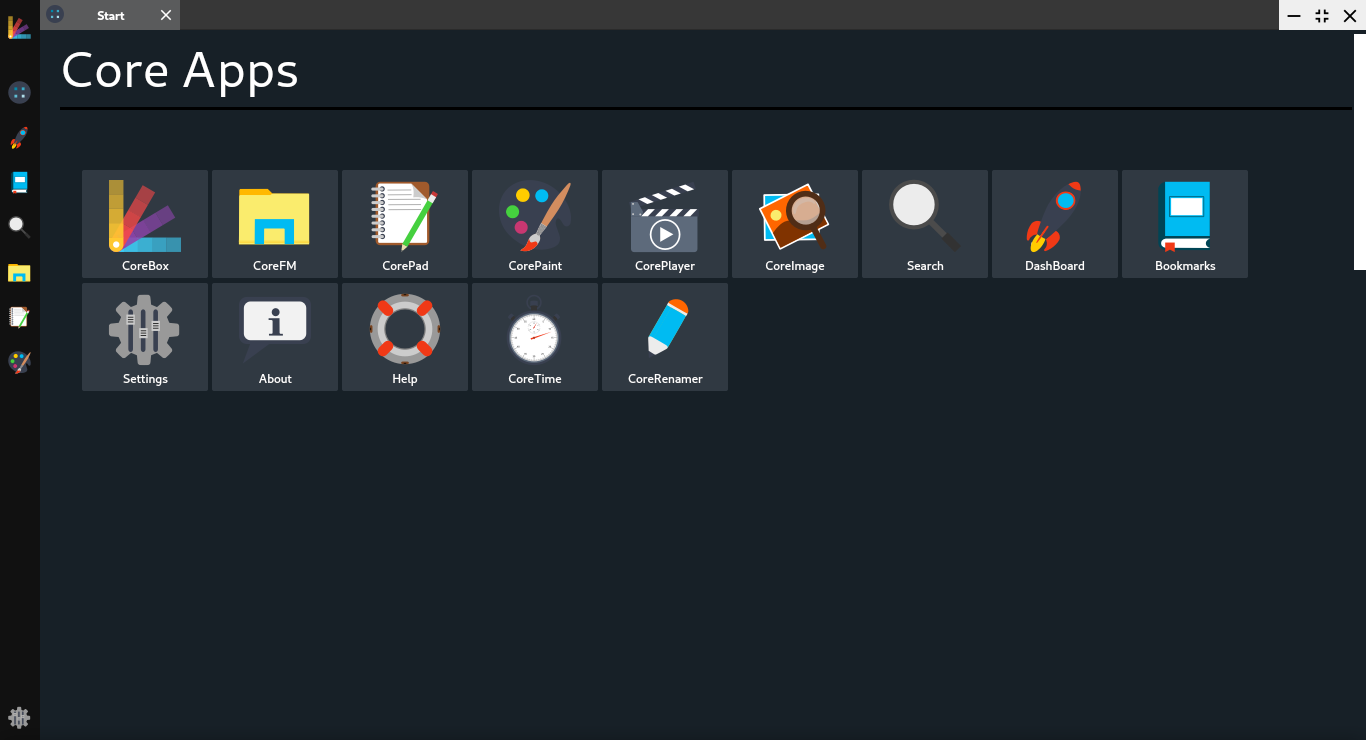 Start
Core Apps
CoreBox CoreFM CorePad CorePaint CorePlayer CoreImage Search DashBoard Bookmarks
Settings About Help CoreTime CoreRenamer